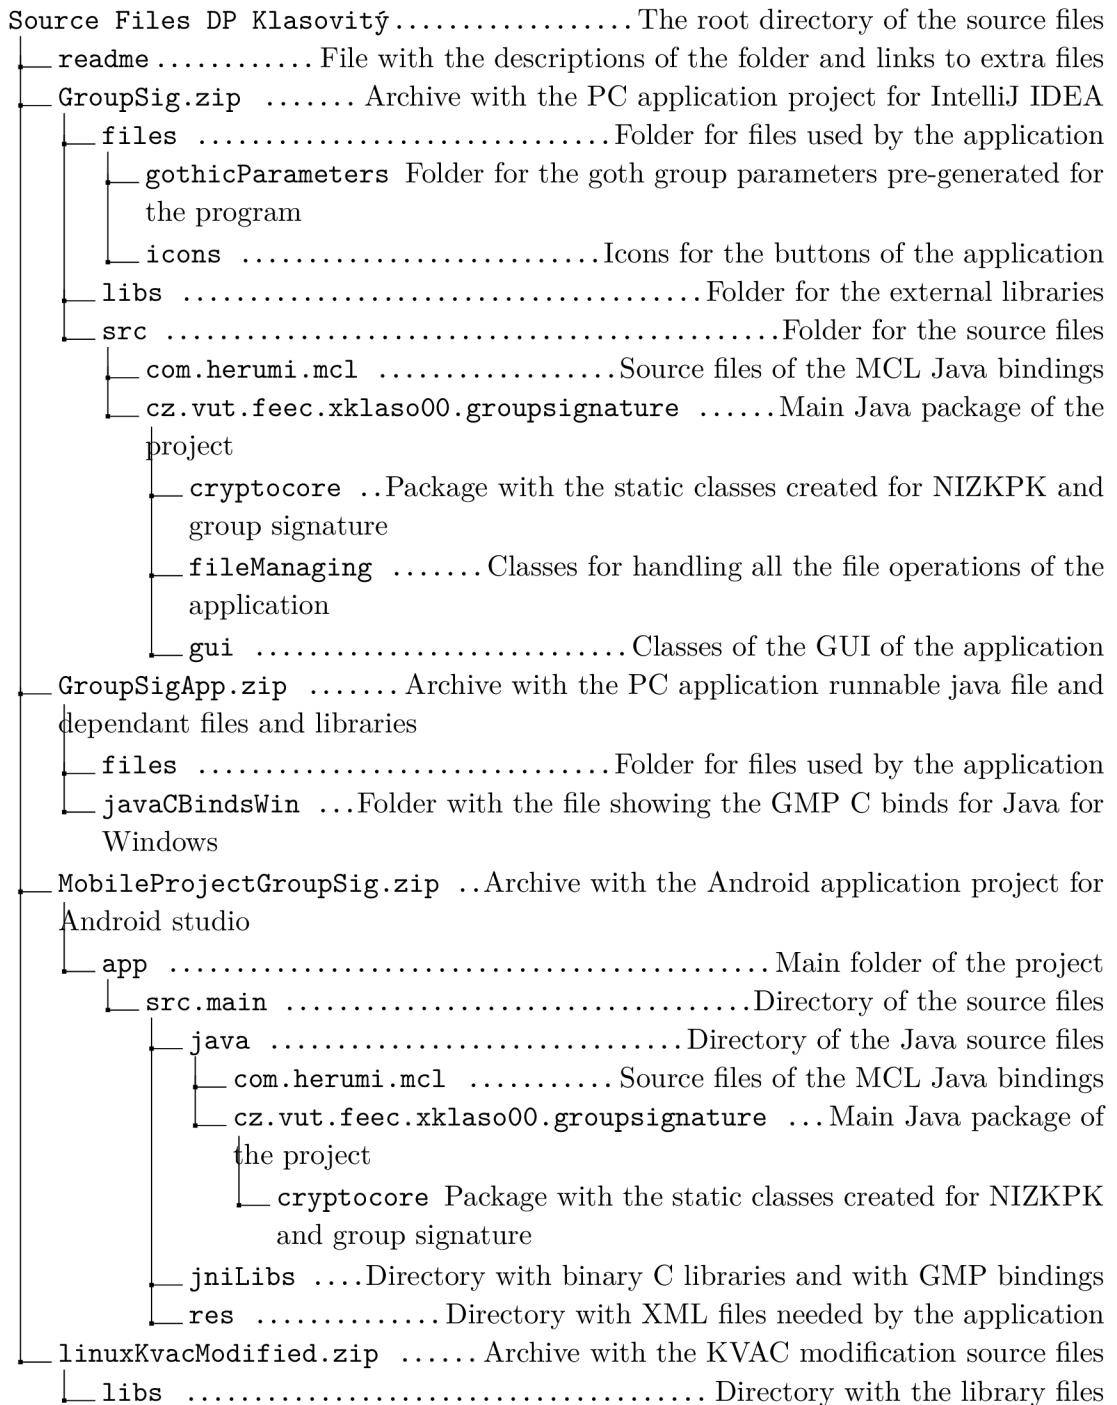 Source Files DP Klasovitý..................The root directory of the source files
readme............ File with the descriptions of the folder and links to extra files
GroupSig.zip ....... Archive with the PC application project for IntelliJ IDEA
files ...............................Folder for files used by the application
gothicParameters Folder for the goth group parameters pre-generated for
the program
icons ...........................Icons for the buttons of the application
libs .......................................Folder for the external libraries
src ..............................................Folder for the source files
com.herumi.mcl ..................Source files of the MCL Java bindings
cz.vut.feec.xklaso00.groupsignature ......Main Java package of the
project
cryptocore ..Package with the static classes created for NIZKPK and
group signature
fileManaging .......Classes for handling all the file operations of the
application
gui ............................Classes of the GUI of the application
GroupSigApp.zip ....... Archive with the PC application runnable java file and
dependant files and libraries
files ...............................Folder for files used by the application
javaCBindsWin ...Folder with the file showing the GMP C binds for Java for
Windows
MobileProjectGroupSig.zip ..Archive with the Android application project for
Android studio
app .............................................Main folder of the project
src.main ...................................Directory of the source files
java ...............................Directory of the Java source files
com.herumi.mcl ...........Source files of the MCL Java bindings
cz.vut.feec.xklaso00.groupsignature ...Main Java package of
the project
cryptocore Package with the static classes created for NIZKPK
and group signature
jniLibs ....Directory with binary C libraries and with GMP bindings
res ..............Directory with XML files needed by the application
linuxKvacModified.zip ...... Archive with the KVAC modification source files
libs ....................................... Directory with the library files